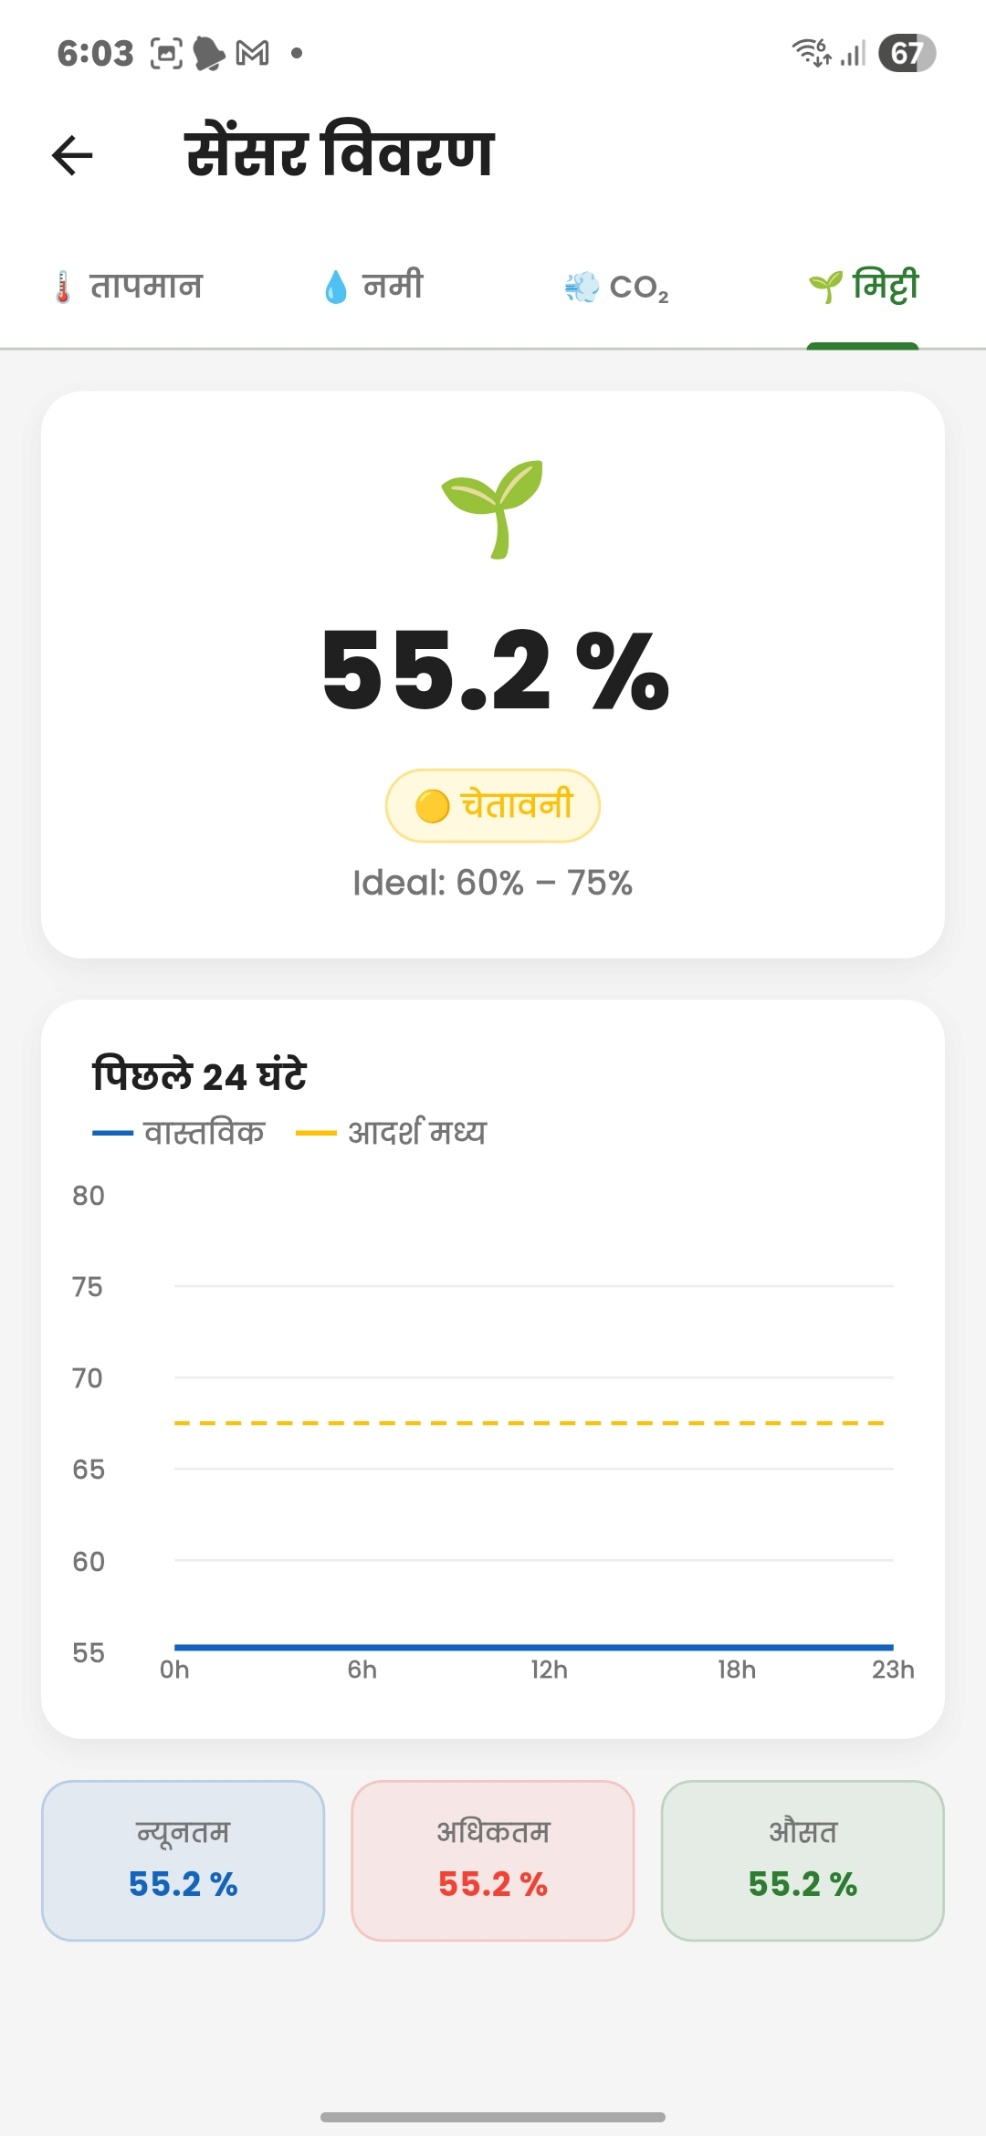 6:03 67
सेंसर विवरण
तापमान नमी CO₂ मिट्टी
55.2 %
चेतावनी
Ideal: 60% – 75%
पिछले 24 घंटे
वास्तविक आदर्श मध्य
80
75
70
65
60
55
0h 6h 12h 18h 23h
न्यूनतम अधिकतम औसत
55.2 % 55.2 % 55.2 %